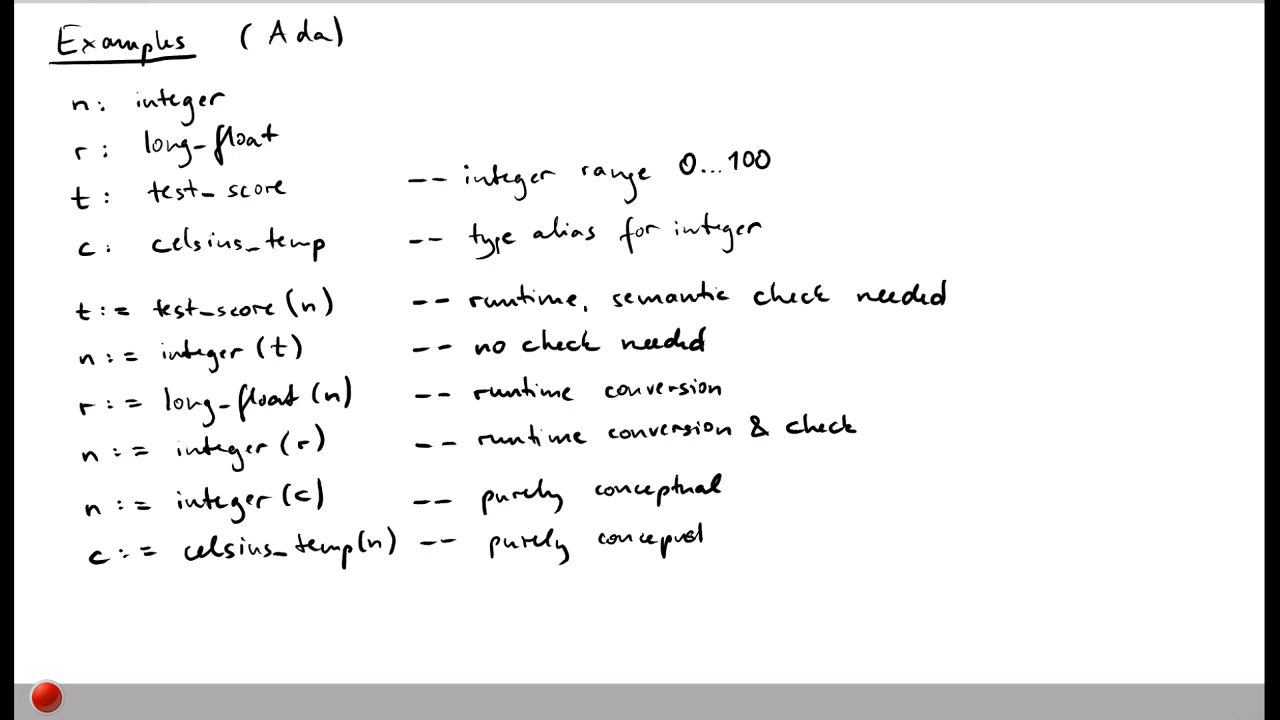 Examples (Ada)
n: integer
r: long-float
t: test-score -- integer range 0...100
c: celsius-temp -- type alias for integer
t:= test-score (n) -- runtime, semantic check needed
n:= integer (t) -- no check needed
r:= long-float (n) -- runtime conversion
n:= integer (r) -- runtime conversion & check
n:= integer (c) -- purely conceptual
c:= celsius-temp(n) -- purely